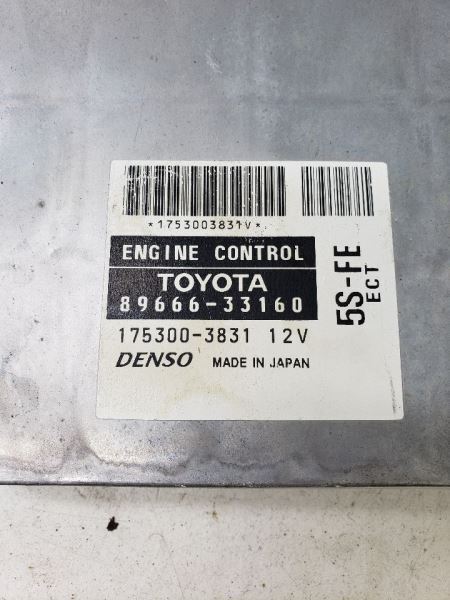 *1753003831V*
ENGINE CONTROL
TOYOTA
89666-33160
175300-3831 12V
DENSO MADE IN JAPAN
5S-FE
ECT